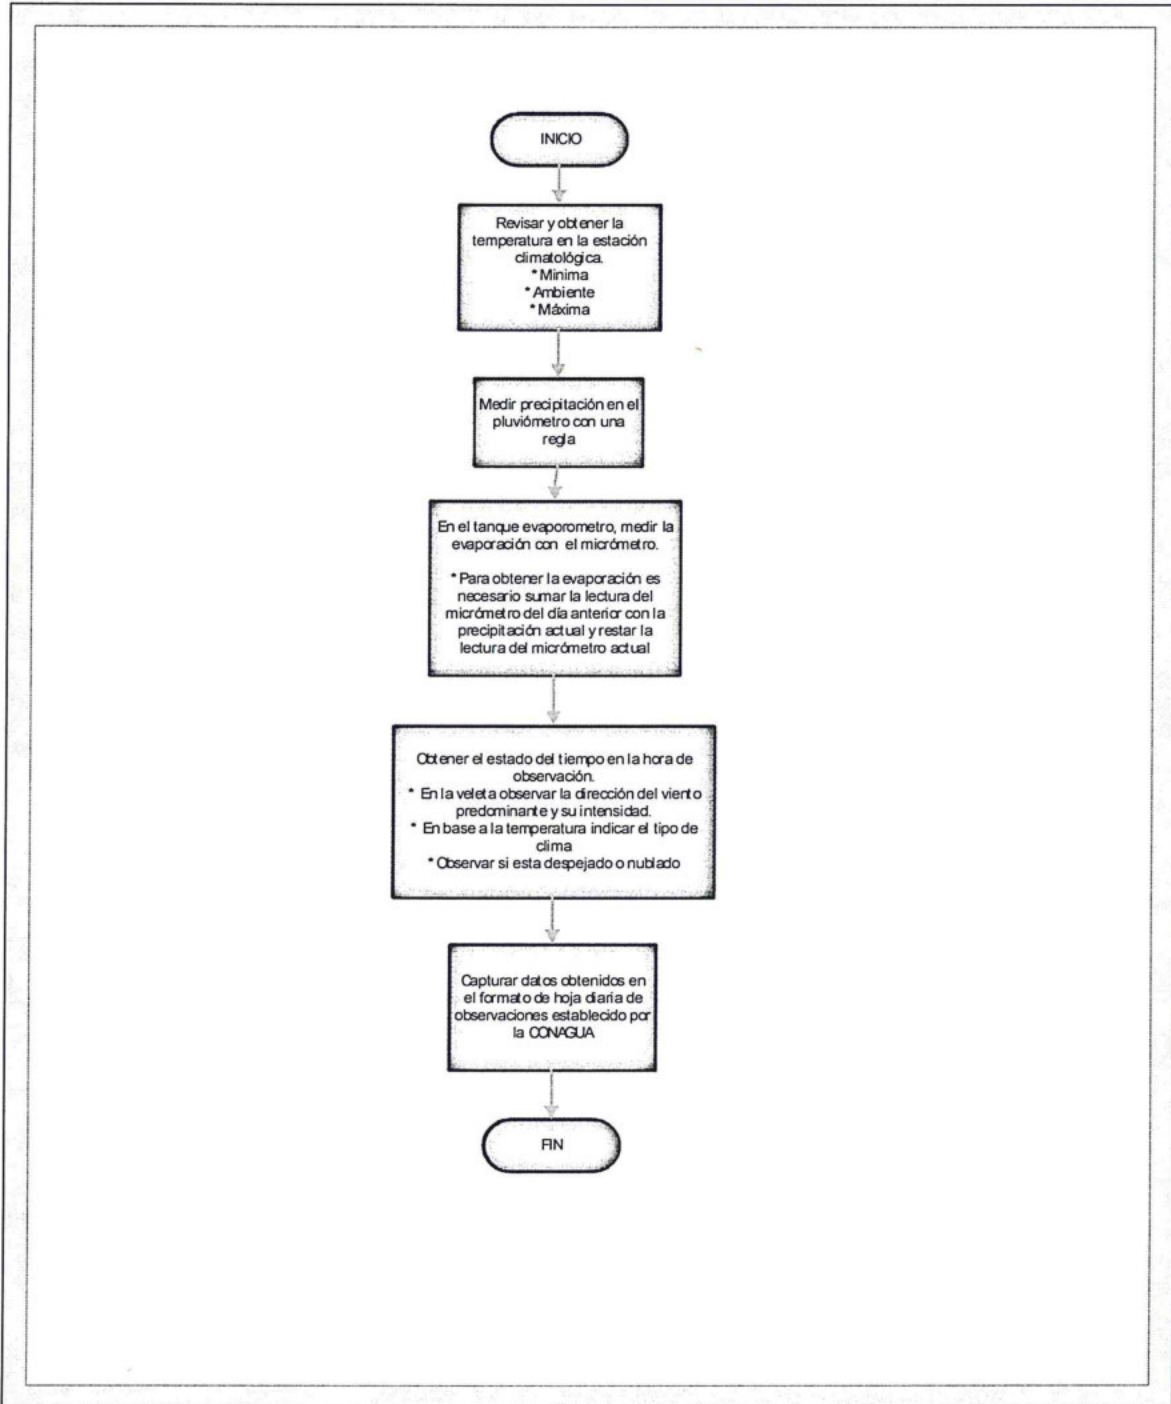 INICIO
Revisar y obtener la
temperatura en la estación
climatológica.
* Minima
* Ambiente
* Máxima
Medir precipitación en el
pluviómetro con una
regla
En el tanque evaporometro, medir la
evaporación con el micrómetro.
* Para obtener la evaporación es
necesario sumar la lectura del
micrómetro del día anterior con la
precipitación actual y restar la
lectura del micrómetro actual
Obtener el estado del tiempo en la hora de
observación.
* En la veleta observar la dirección del viento
predominante y su intensidad.
* En base a la temperatura indicar el tipo de
clima
* Observar si esta despejado o nublado
Capturar datos obtenidos en
el formato de hoja diaria de
observaciones establecido por
la CONAGUA
FIN